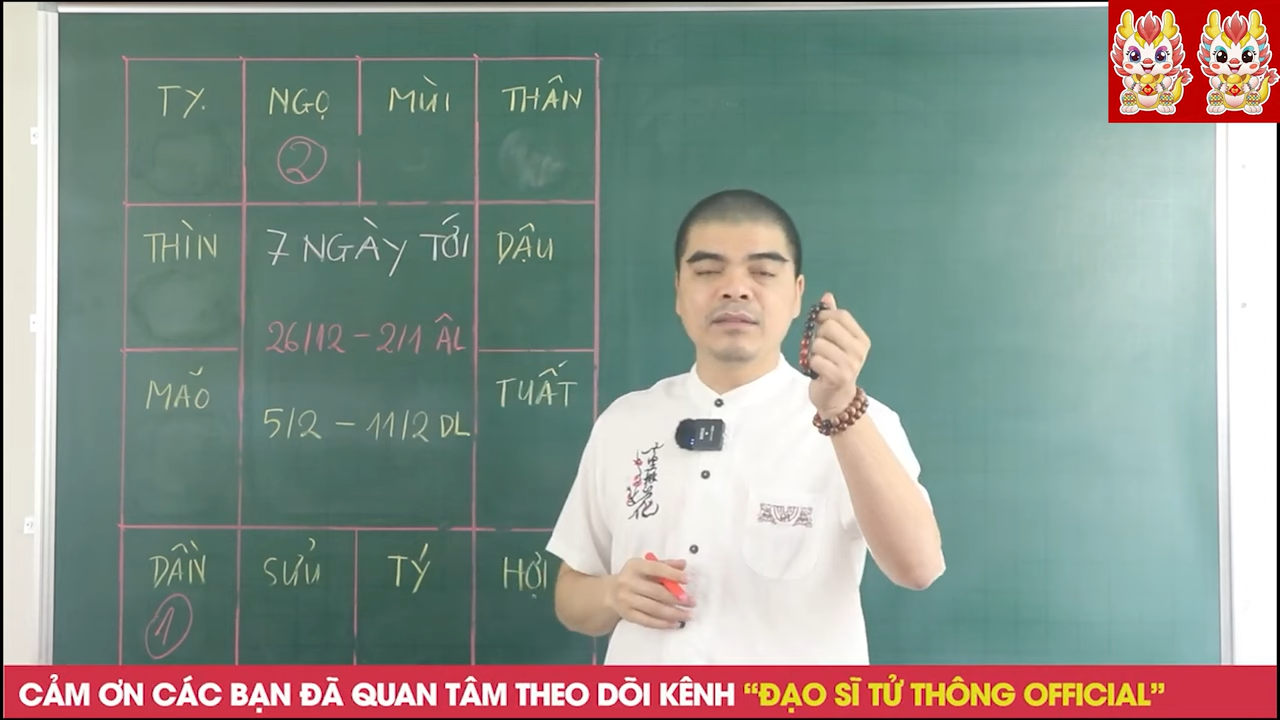 TY.
NGỌ
MÙI
THÂN
2
THÌN
7 NGÀY TỚI
DẬU
26/12 - 2/1 ÂL
MÃO
5/2 - 11/2 DL
TUẤT
DẦN
SỬU
TÝ
HỢI
1
CẢM ƠN CÁC BẠN ĐÃ QUAN TÂM THEO DÕI KÊNH “ĐẠO SĨ TỬ THÔNG OFFICIAL”